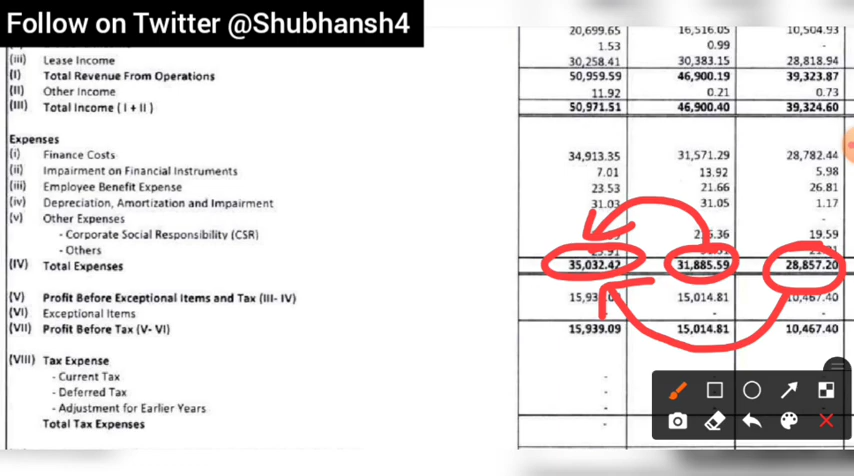 Follow on Twitter @Shubhansh4
20,699.65 16,516.05 10,504.93
1.53 0.99 -
(iii) Lease Income 30,258.41 30,383.15 28,818.94
(I) Total Revenue From Operations 50,959.59 46,900.19 39,323.87
(II) Other Income 11.92 0.21 0.73
(III) Total Income ( I + II ) 50,971.51 46,900.40 39,324.60
Expenses
(i) Finance Costs 34,913.35 31,571.29 28,782.44
(ii) Impairment on Financial Instruments 7.01 13.92 5.98
(iii) Employee Benefit Expense 23.53 21.66 26.81
(iv) Depreciation, Amortization and Impairment 31.03 31.05 1.17
(v) Other Expenses -
- Corporate Social Responsibility (CSR) 19.59
- Others
(IV) Total Expenses 35,032.42 31,885.59 28,857.20
(V) Profit Before Exceptional Items and Tax (III- IV) 15,014.81 10,467.40
(VI) Exceptional Items - - -
(VII) Profit Before Tax (V- VI) 15,939.09 15,014.81 10,467.40
(VIII) Tax Expense
- Current Tax - - -
- Deferred Tax -
- Adjustment for Earlier Years -
Total Tax Expenses -